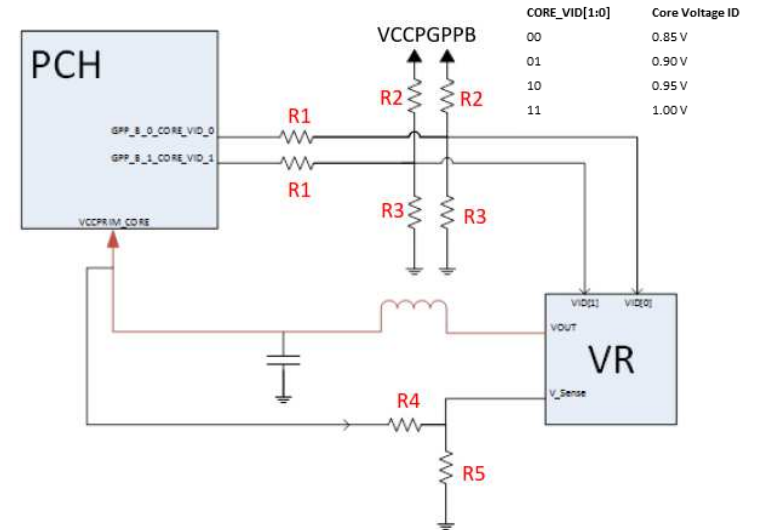 CORE_VID[1:0] Core Voltage ID
00 0.85 V
01 0.90 V
10 0.95 V
11 1.00 V
VCCPGPPB
PCH
R2 R2
R1
GPP_B_0_CORE_VID_0
GPP_B_1_CORE_VID_1
R1
R3 R3
VCCPRIM_CORE
VID[1] VID[0]
VOUT
VR
V_Sense
R4
R5